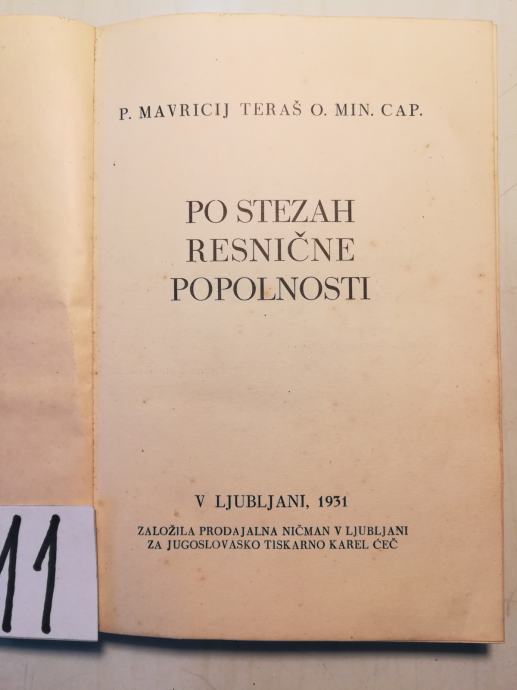 P. MAVRICIJ TERAŠ O. MIN. CAP.
PO STEZAH
RESNIČNE
POPOLNOSTI
V LJUBLJANI, 1931
ZALOŽILA PRODAJALNA NIČMAN V LJUBLJANI
ZA JUGOSLOVASKO TISKARNO KAREL ĆEČ
11